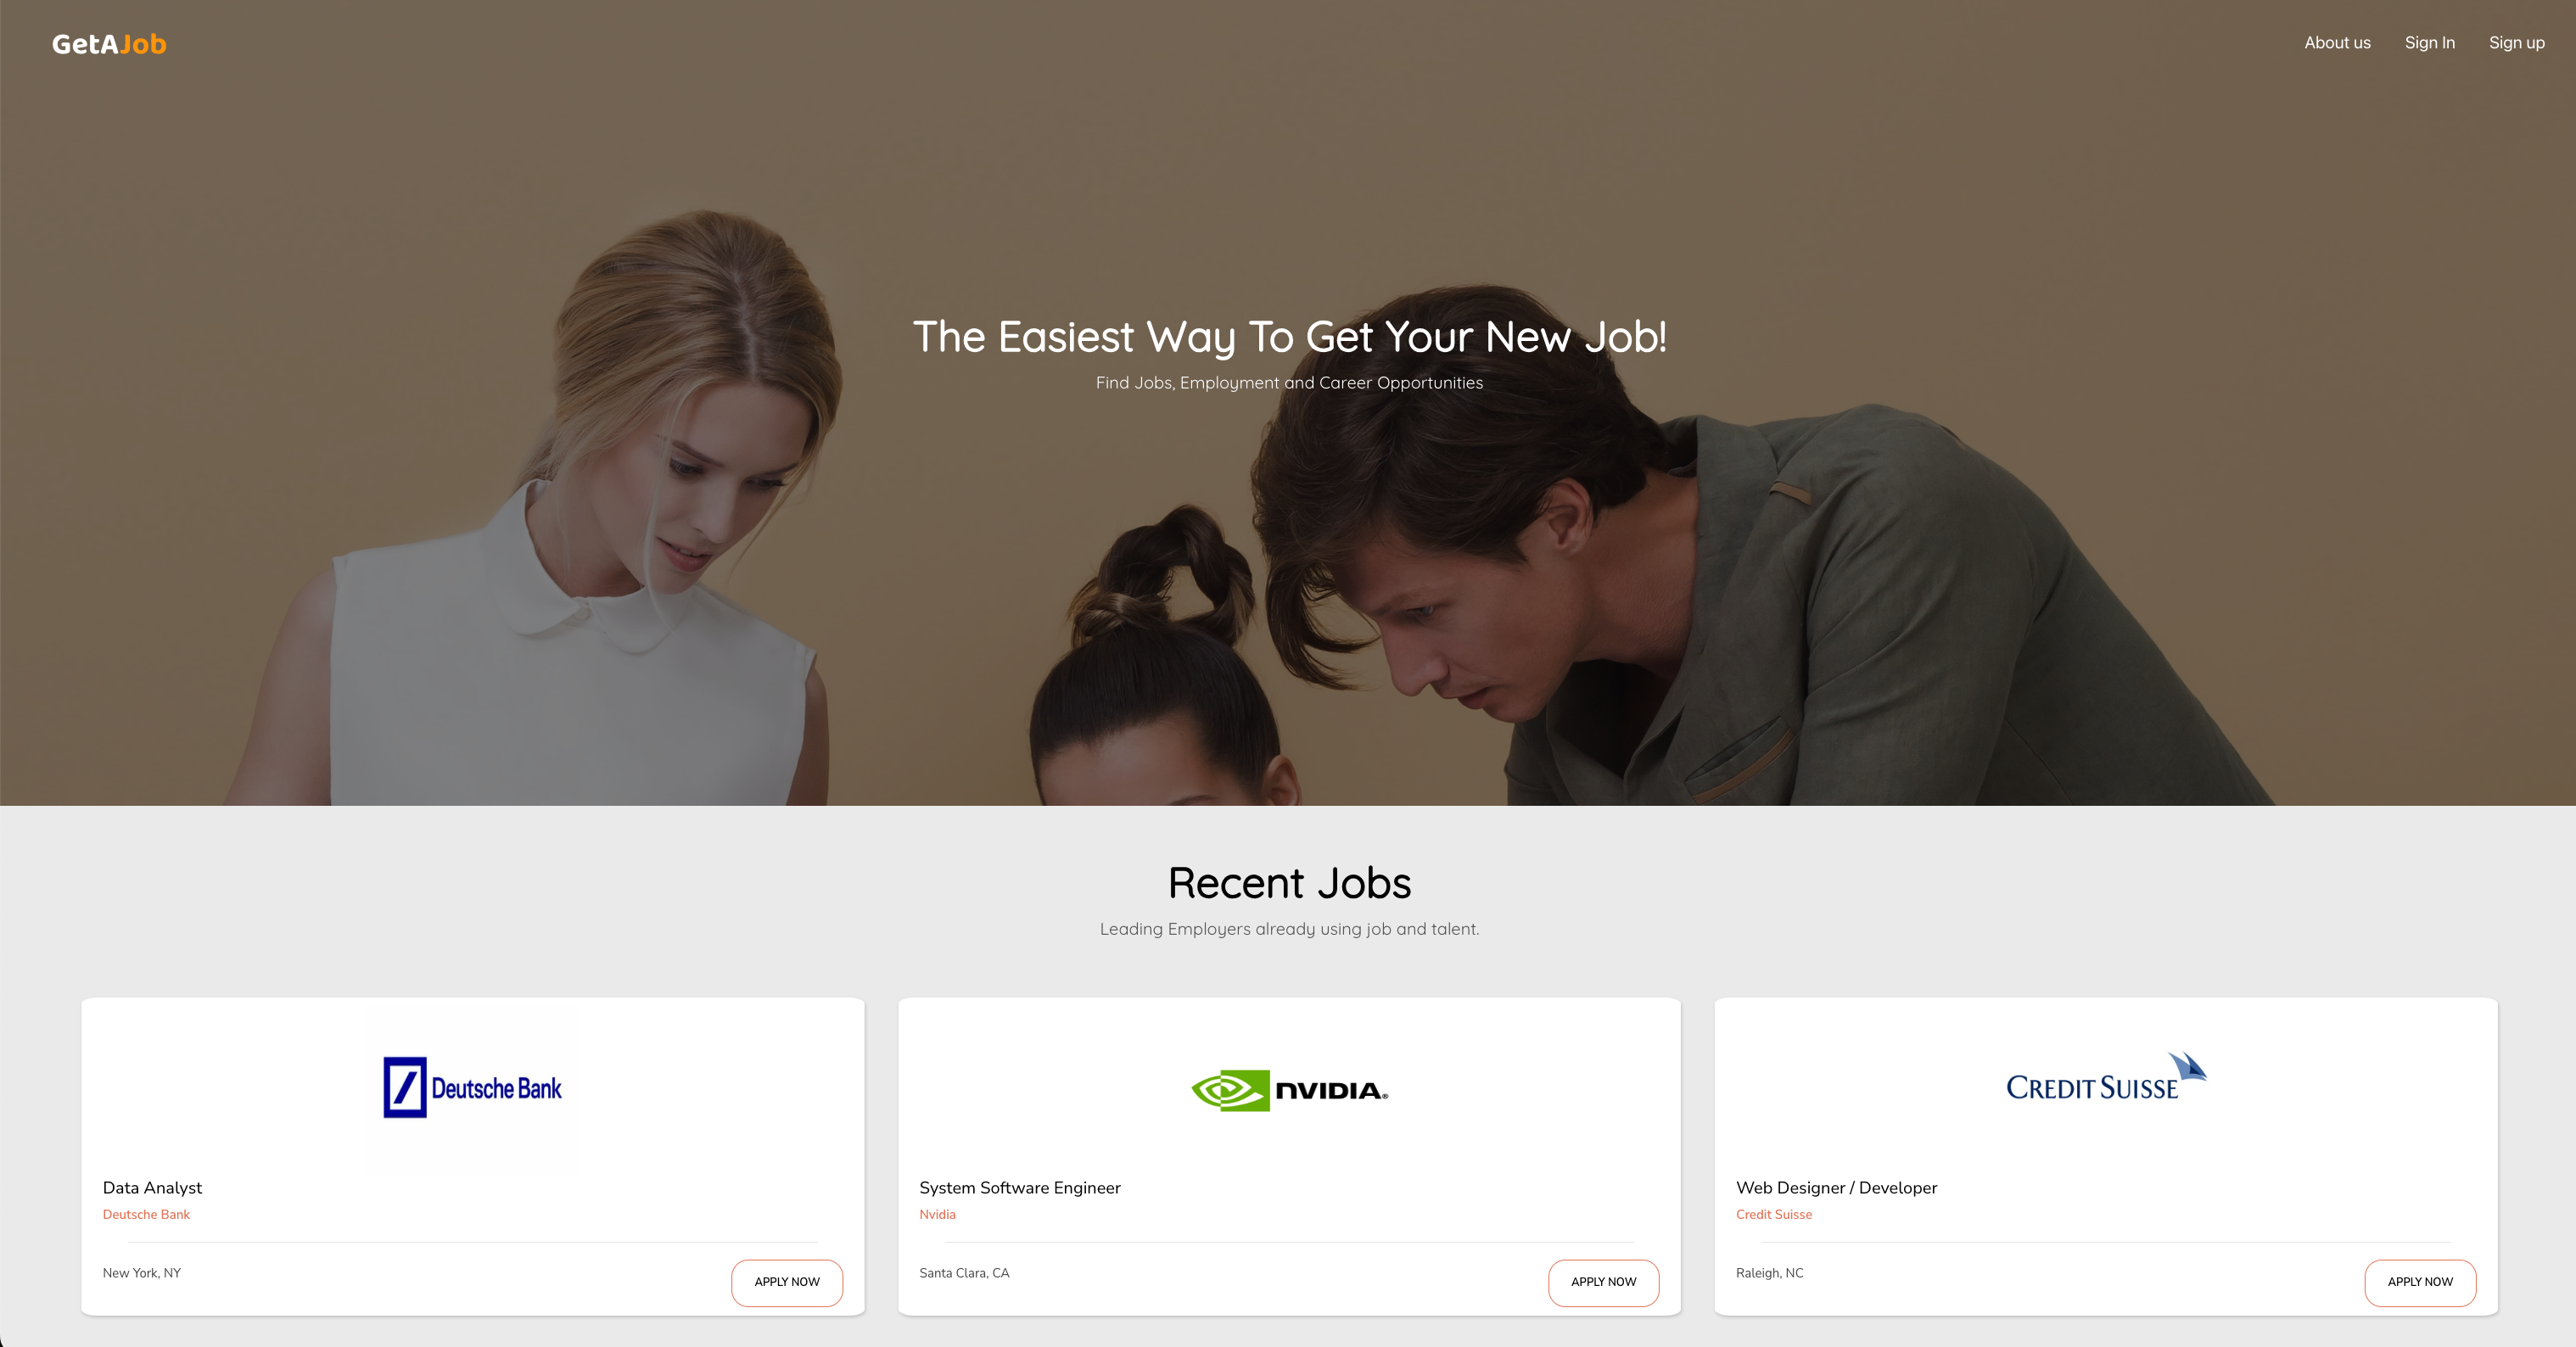 GetAJob
About us Sign In Sign up
The Easiest Way To Get Your New Job!
Find Jobs, Employment and Career Opportunities
Recent Jobs
Leading Employers already using job and talent.
Deutsche Bank
Data Analyst
Deutsche Bank
New York, NY
APPLY NOW
NVIDIA®
System Software Engineer
Nvidia
Santa Clara, CA
APPLY NOW
CREDIT SUISSE
Web Designer / Developer
Credit Suisse
Raleigh, NC
APPLY NOW